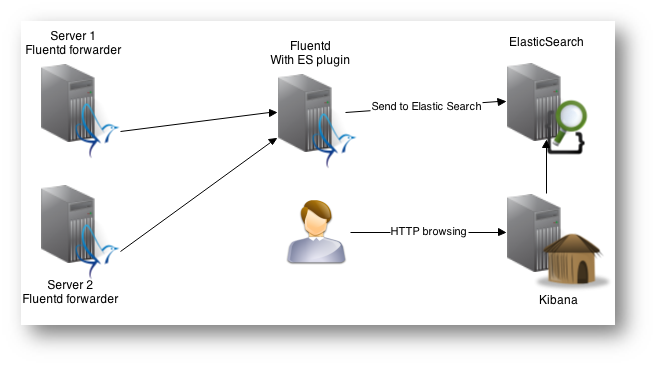 Server 1
Fluentd forwarder
Fluentd
With ES plugin
ElasticSearch
Send to Elastic Search
HTTP browsing
Server 2
Fluentd forwarder
Kibana